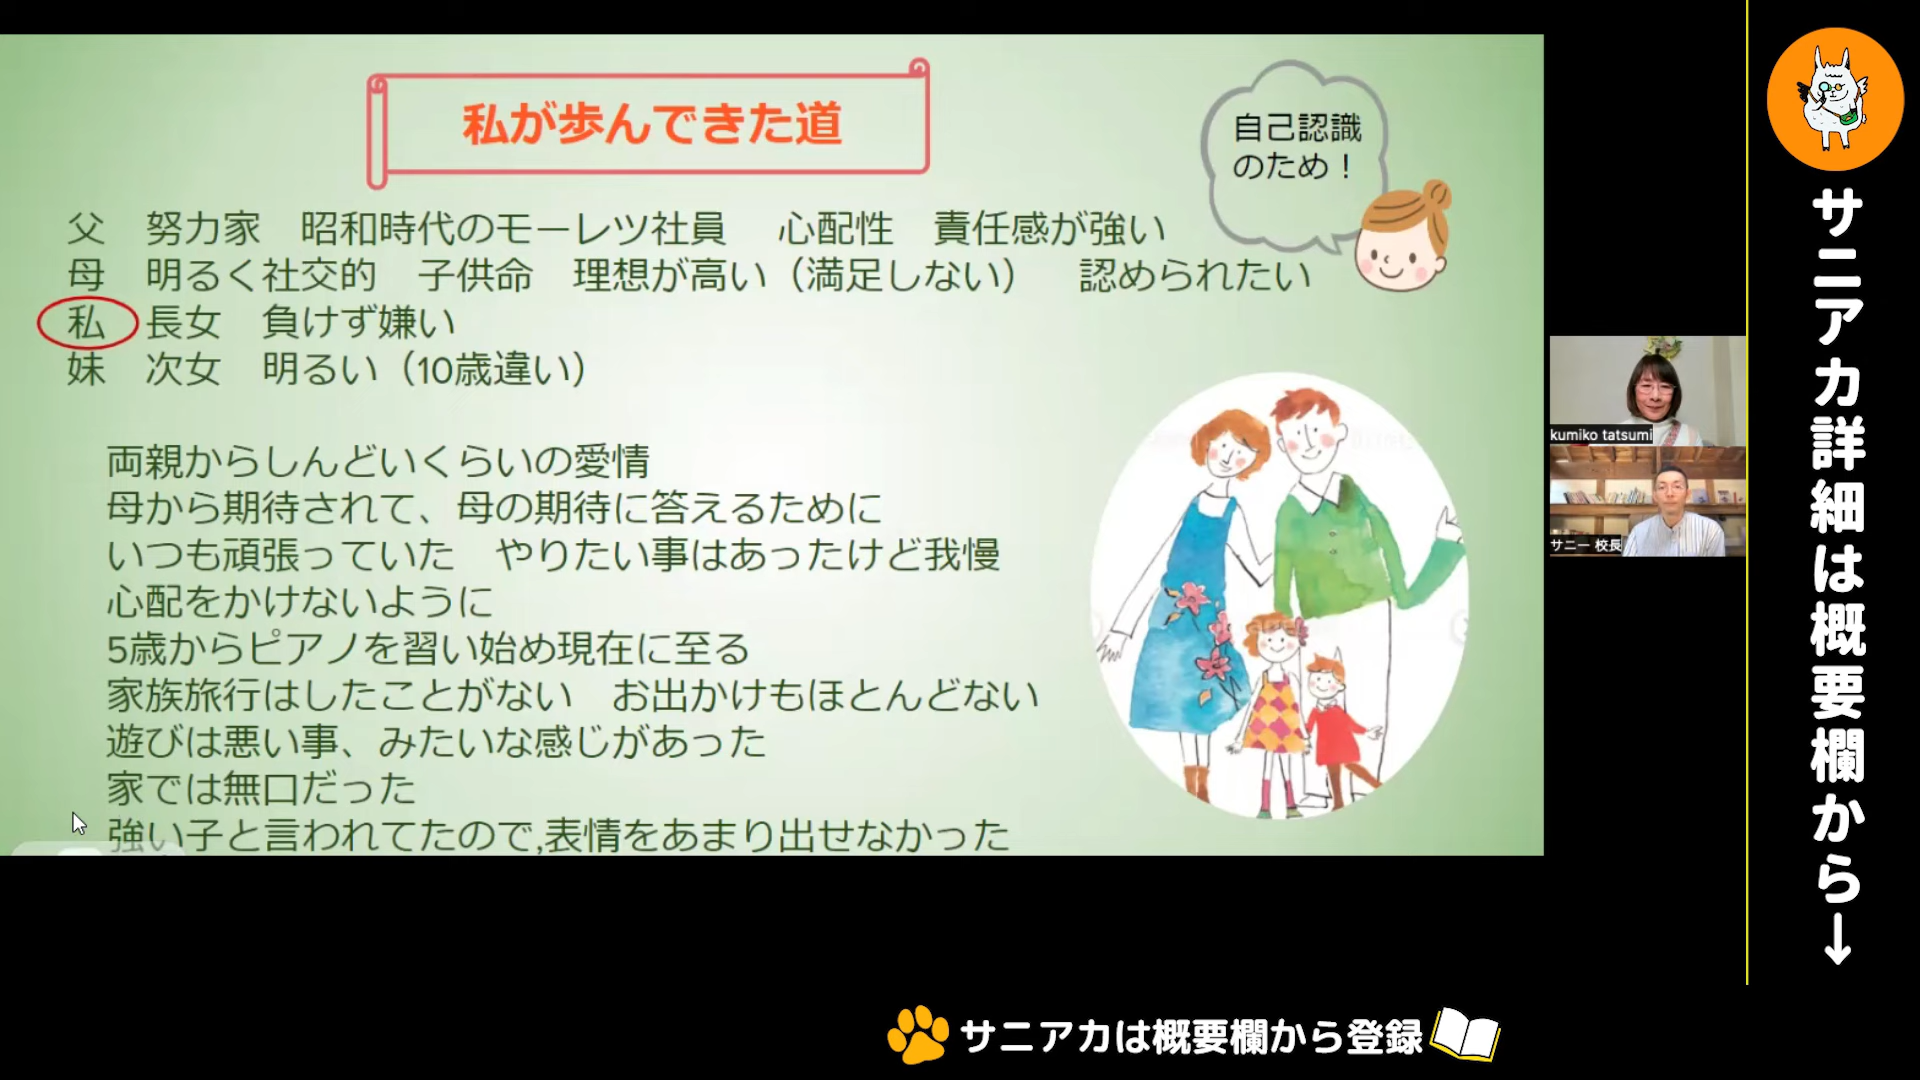 私が歩んできた道
自己認識
のため！
父　努力家　昭和時代のモーレツ社員　心配性　責任感が強い
母　明るく社交的　子供命　理想が高い（満足しない）　認められたい
私　長女　負けず嫌い
妹　次女　明るい（10歳違い）
両親からしんどいくらいの愛情
母から期待されて、母の期待に答えるために
いつも頑張っていた　やりたい事はあったけど我慢
心配をかけないように
5歳からピアノを習い始め現在に至る
家族旅行はしたことがない　お出かけもほとんどない
遊びは悪い事、みたいな感じがあった
家では無口だった
強い子と言われてたので,表情をあまり出せなかった
kumiko tatsumi
サニー 校長
サニアカ詳細は概要欄から↓
サニアカは概要欄から登録